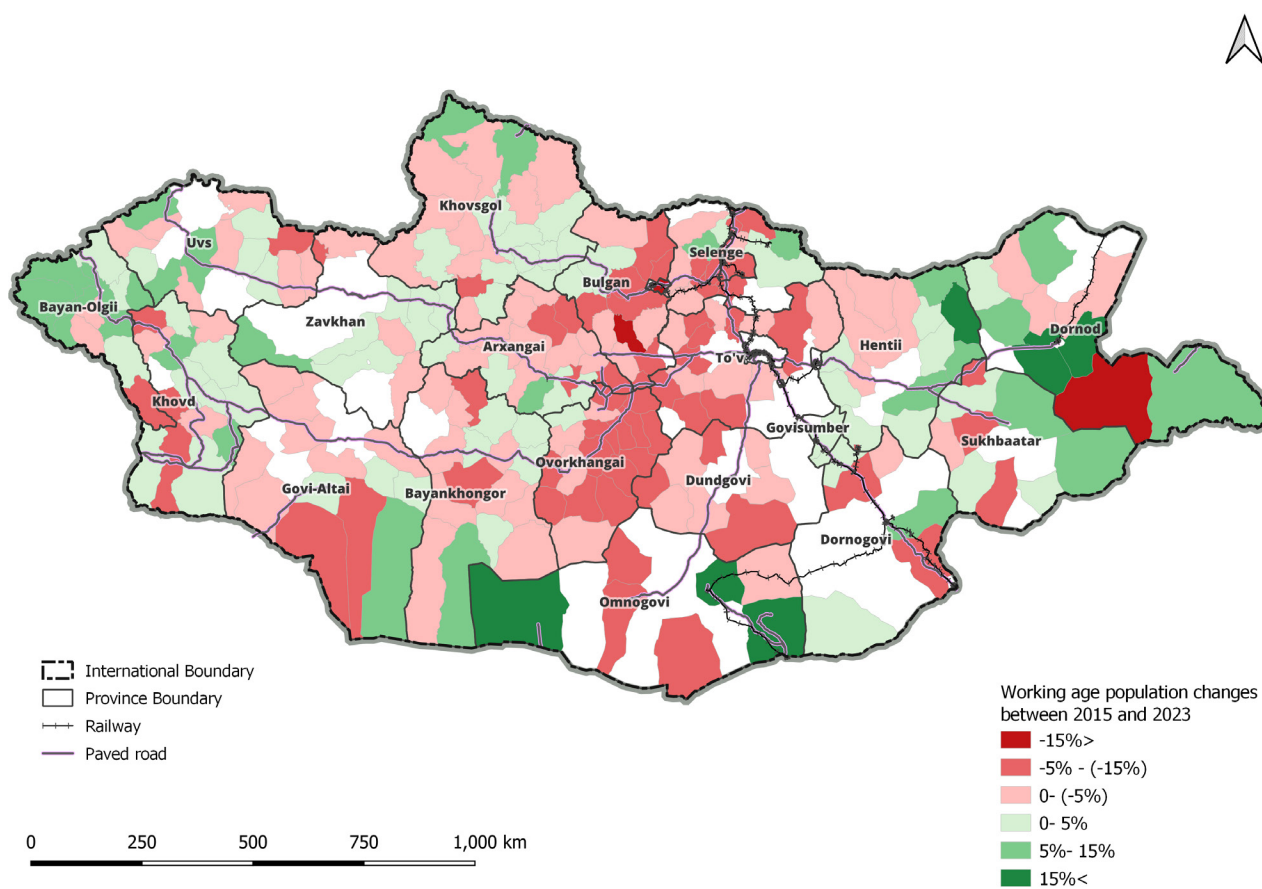 Khovsgol
Uvs
Selenge
Bulgan
Bayan-Olgii
Zavkhan
Dornod
Arxangai
Hentii
To'v
Khovd
Govisumber
Sukhbaatar
Ovorkhangai
Dundgovi
Govi-Altai
Bayankhongor
Dornogovi
Omnogovi
International Boundary
Province Boundary
Railway
Paved road
0 250 500 750 1,000 km
Working age population changes
between 2015 and 2023
-15%>
-5% - (-15%)
0- (-5%)
0- 5%
5%- 15%
15%<